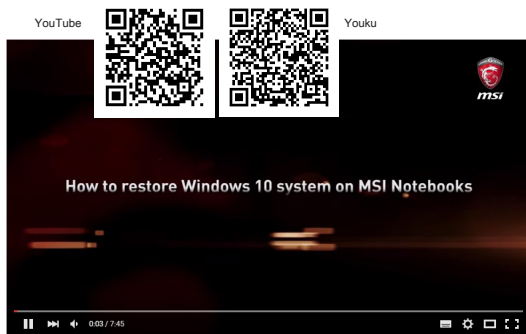 YouTube
Youku
msi
How to restore Windows 10 system on MSI Notebooks
0:03 / 7:45